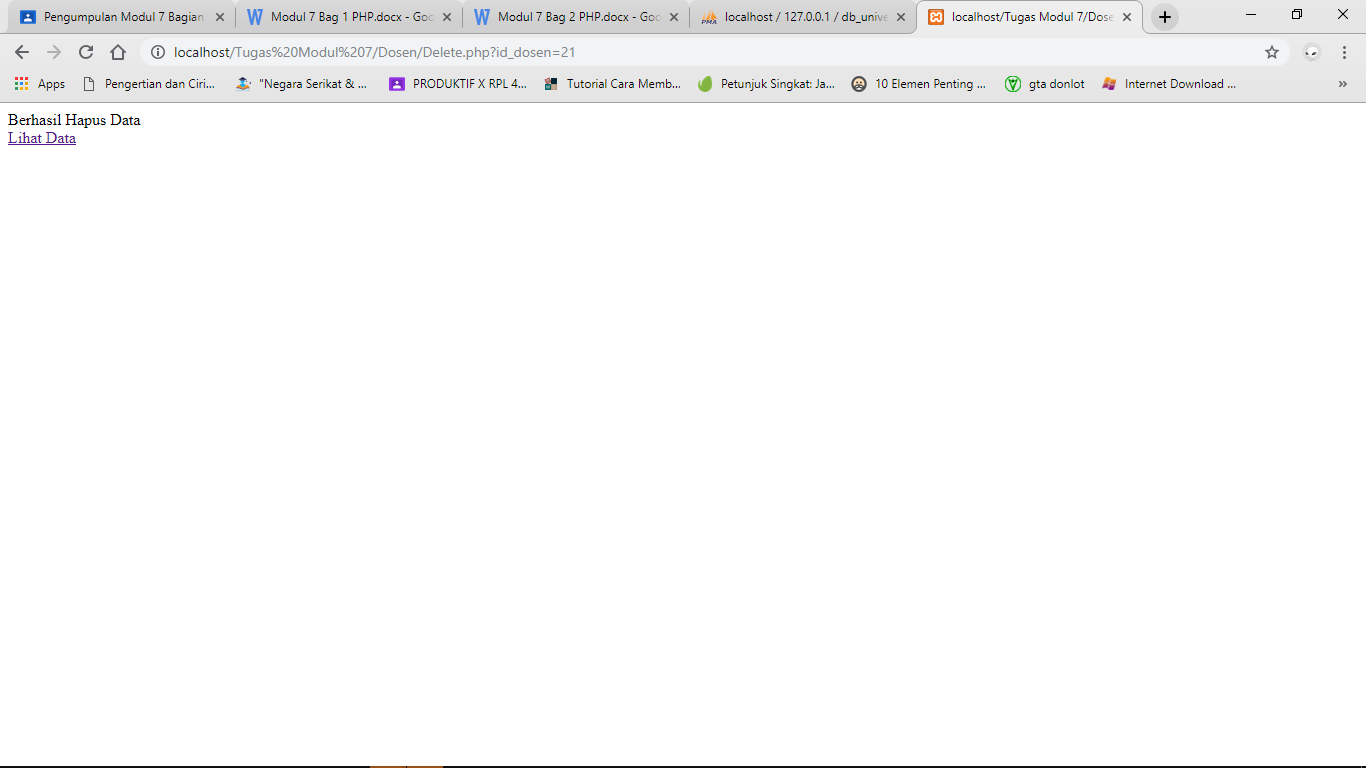 Pengumpulan Modul 7 Bagian
Modul 7 Bag 1 PHP.docx - Goo
Modul 7 Bag 2 PHP.docx - Goo
localhost / 127.0.0.1 / db_unive
localhost/Tugas Modul 7/Dose
localhost/Tugas%20Modul%207/Dosen/Delete.php?id_dosen=21
Apps
Pengertian dan Ciri...
"Negara Serikat & ...
PRODUKTIF X RPL 4...
Tutorial Cara Memb...
Petunjuk Singkat: Ja...
10 Elemen Penting ...
gta donlot
Internet Download ...
Berhasil Hapus Data
Lihat Data